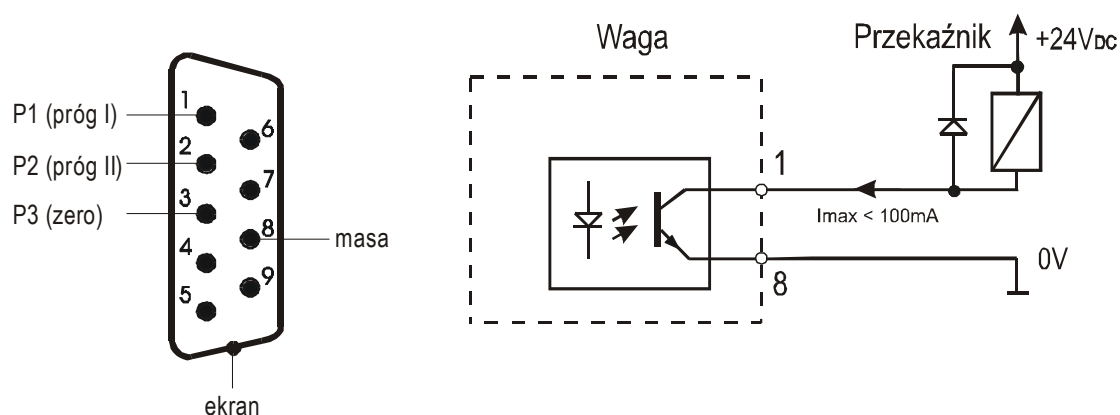 P1 (próg I)
P2 (próg II)
P3 (zero)
1
2
3
4
5
6
7
8
9
masa
ekran
Waga
Przekaźnik
+24VDC
1
Imax < 100mA
8
0V